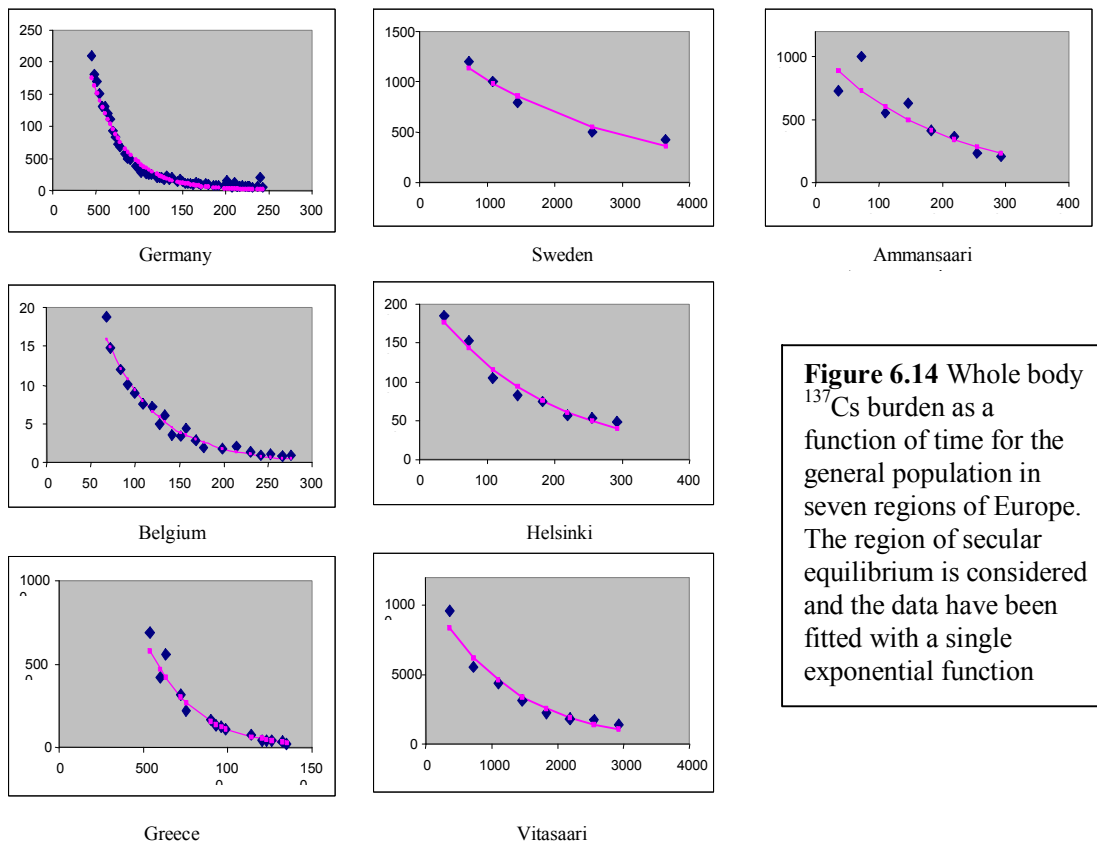 250
200
150
100
50
0
0 500 100 150 200 250 300
Germany
1500
1000
500
0
0 1000 2000 3000 4000
Sweden
1000
500
0
0 100 200 300 400
Ammansaari
20
15
10
5
0
0 50 100 150 200 250 300
Belgium
200
150
100
50
0
0 100 200 300 400
Helsinki
Figure 6.14 Whole body
¹³⁷Cs burden as a
function of time for the
general population in
seven regions of Europe.
The region of secular
equilibrium is considered
and the data have been
fitted with a single
exponential function
1000
500
0
0 500 100 150
Greece
1000
5000
0
0 1000 2000 3000 4000
Vitasaari